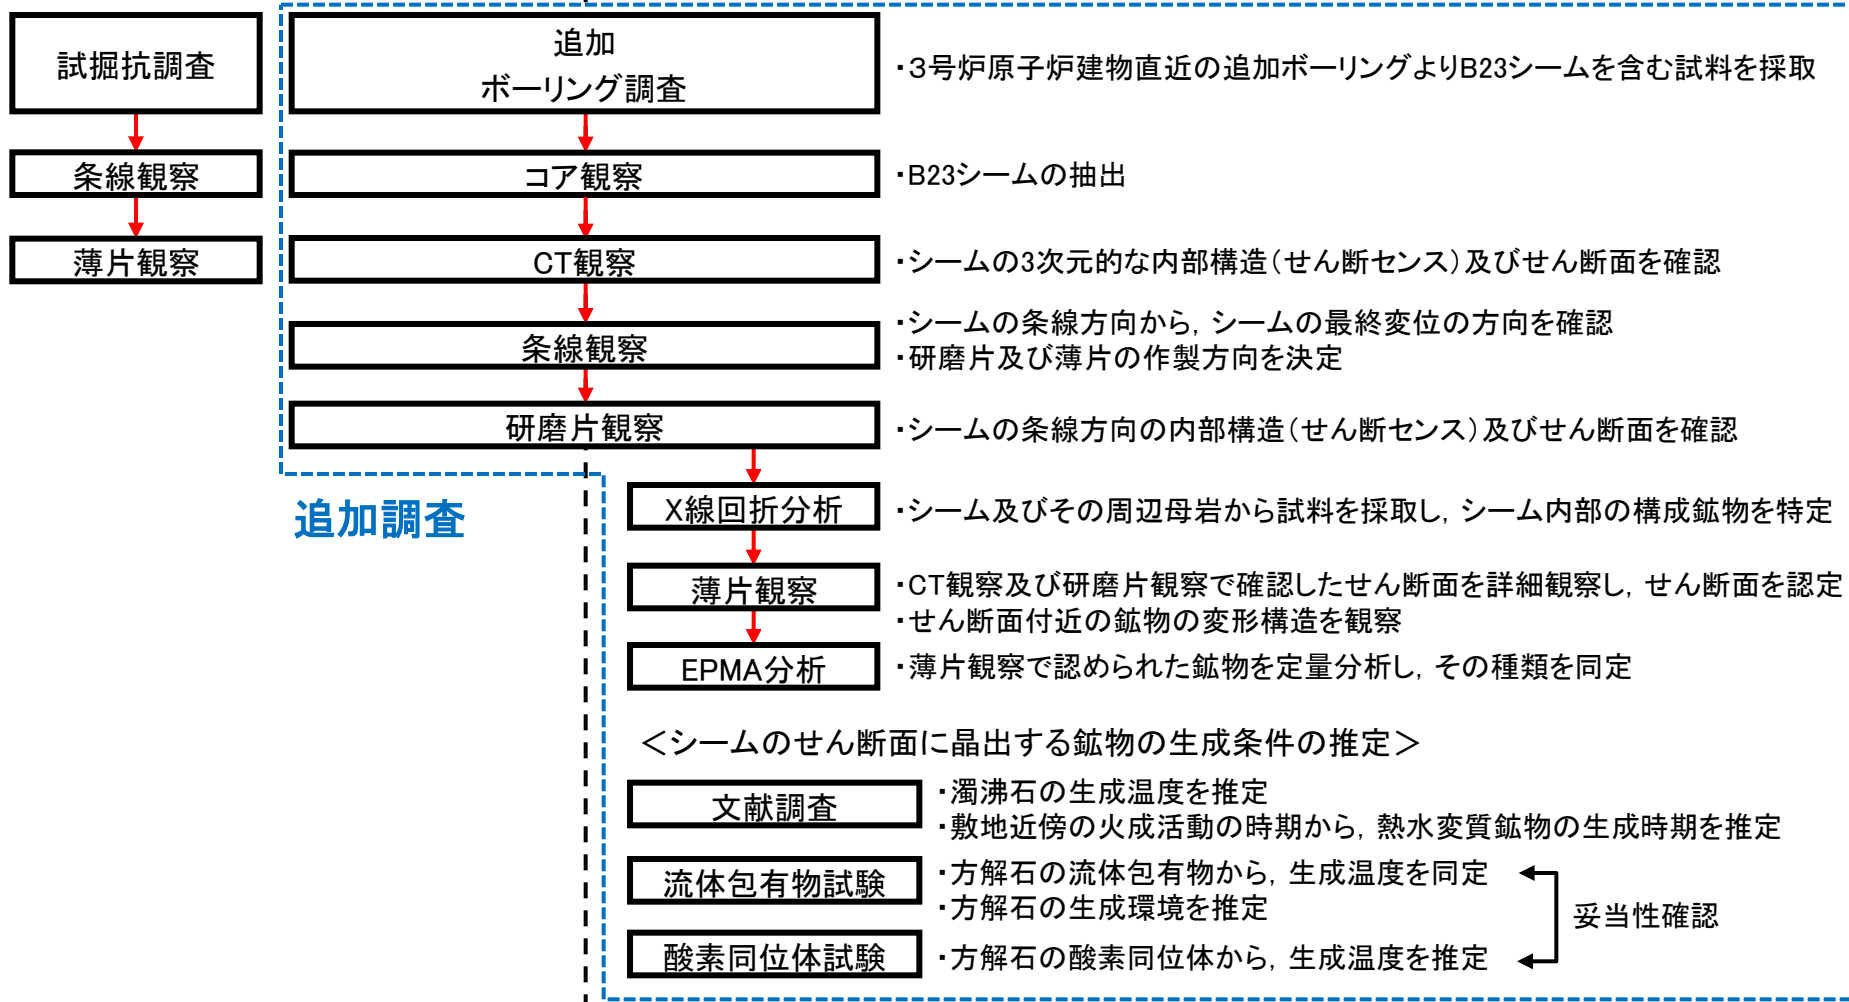 試掘抗調査
条線観察
薄片観察
追加
ボーリング調査
・３号炉原子炉建物直近の追加ボーリングよりB23シームを含む試料を採取
コア観察
・B23シームの抽出
CT観察
・シームの3次元的な内部構造（せん断センス）及びせん断面を確認
条線観察
・シームの条線方向から，シームの最終変位の方向を確認
・研磨片及び薄片の作製方向を決定
研磨片観察
・シームの条線方向の内部構造（せん断センス）及びせん断面を確認
追加調査
X線回折分析
・シーム及びその周辺母岩から試料を採取し，シーム内部の構成鉱物を特定
薄片観察
・CT観察及び研磨片観察で確認したせん断面を詳細観察し，せん断面を認定
・せん断面付近の鉱物の変形構造を観察
EPMA分析
・薄片観察で認められた鉱物を定量分析し，その種類を同定
＜シームのせん断面に晶出する鉱物の生成条件の推定＞
文献調査
・濁沸石の生成温度を推定
・敷地近傍の火成活動の時期から，熱水変質鉱物の生成時期を推定
流体包有物試験
・方解石の流体包有物から，生成温度を同定
・方解石の生成環境を推定
妥当性確認
酸素同位体試験
・方解石の酸素同位体から，生成温度を推定